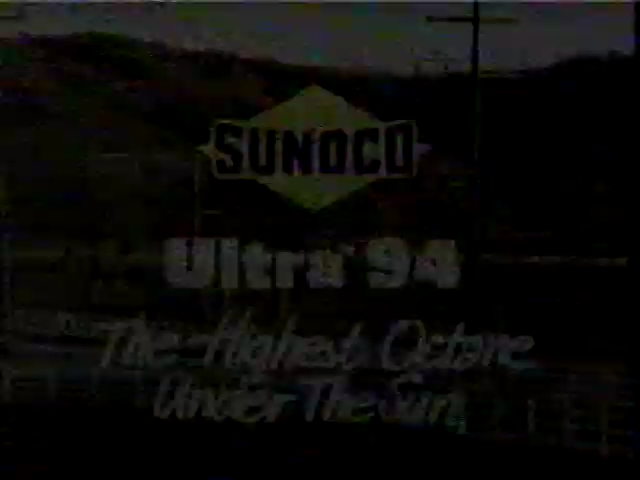 SUNOCO
Ultra 94
The Highest Octane
Under The Sun